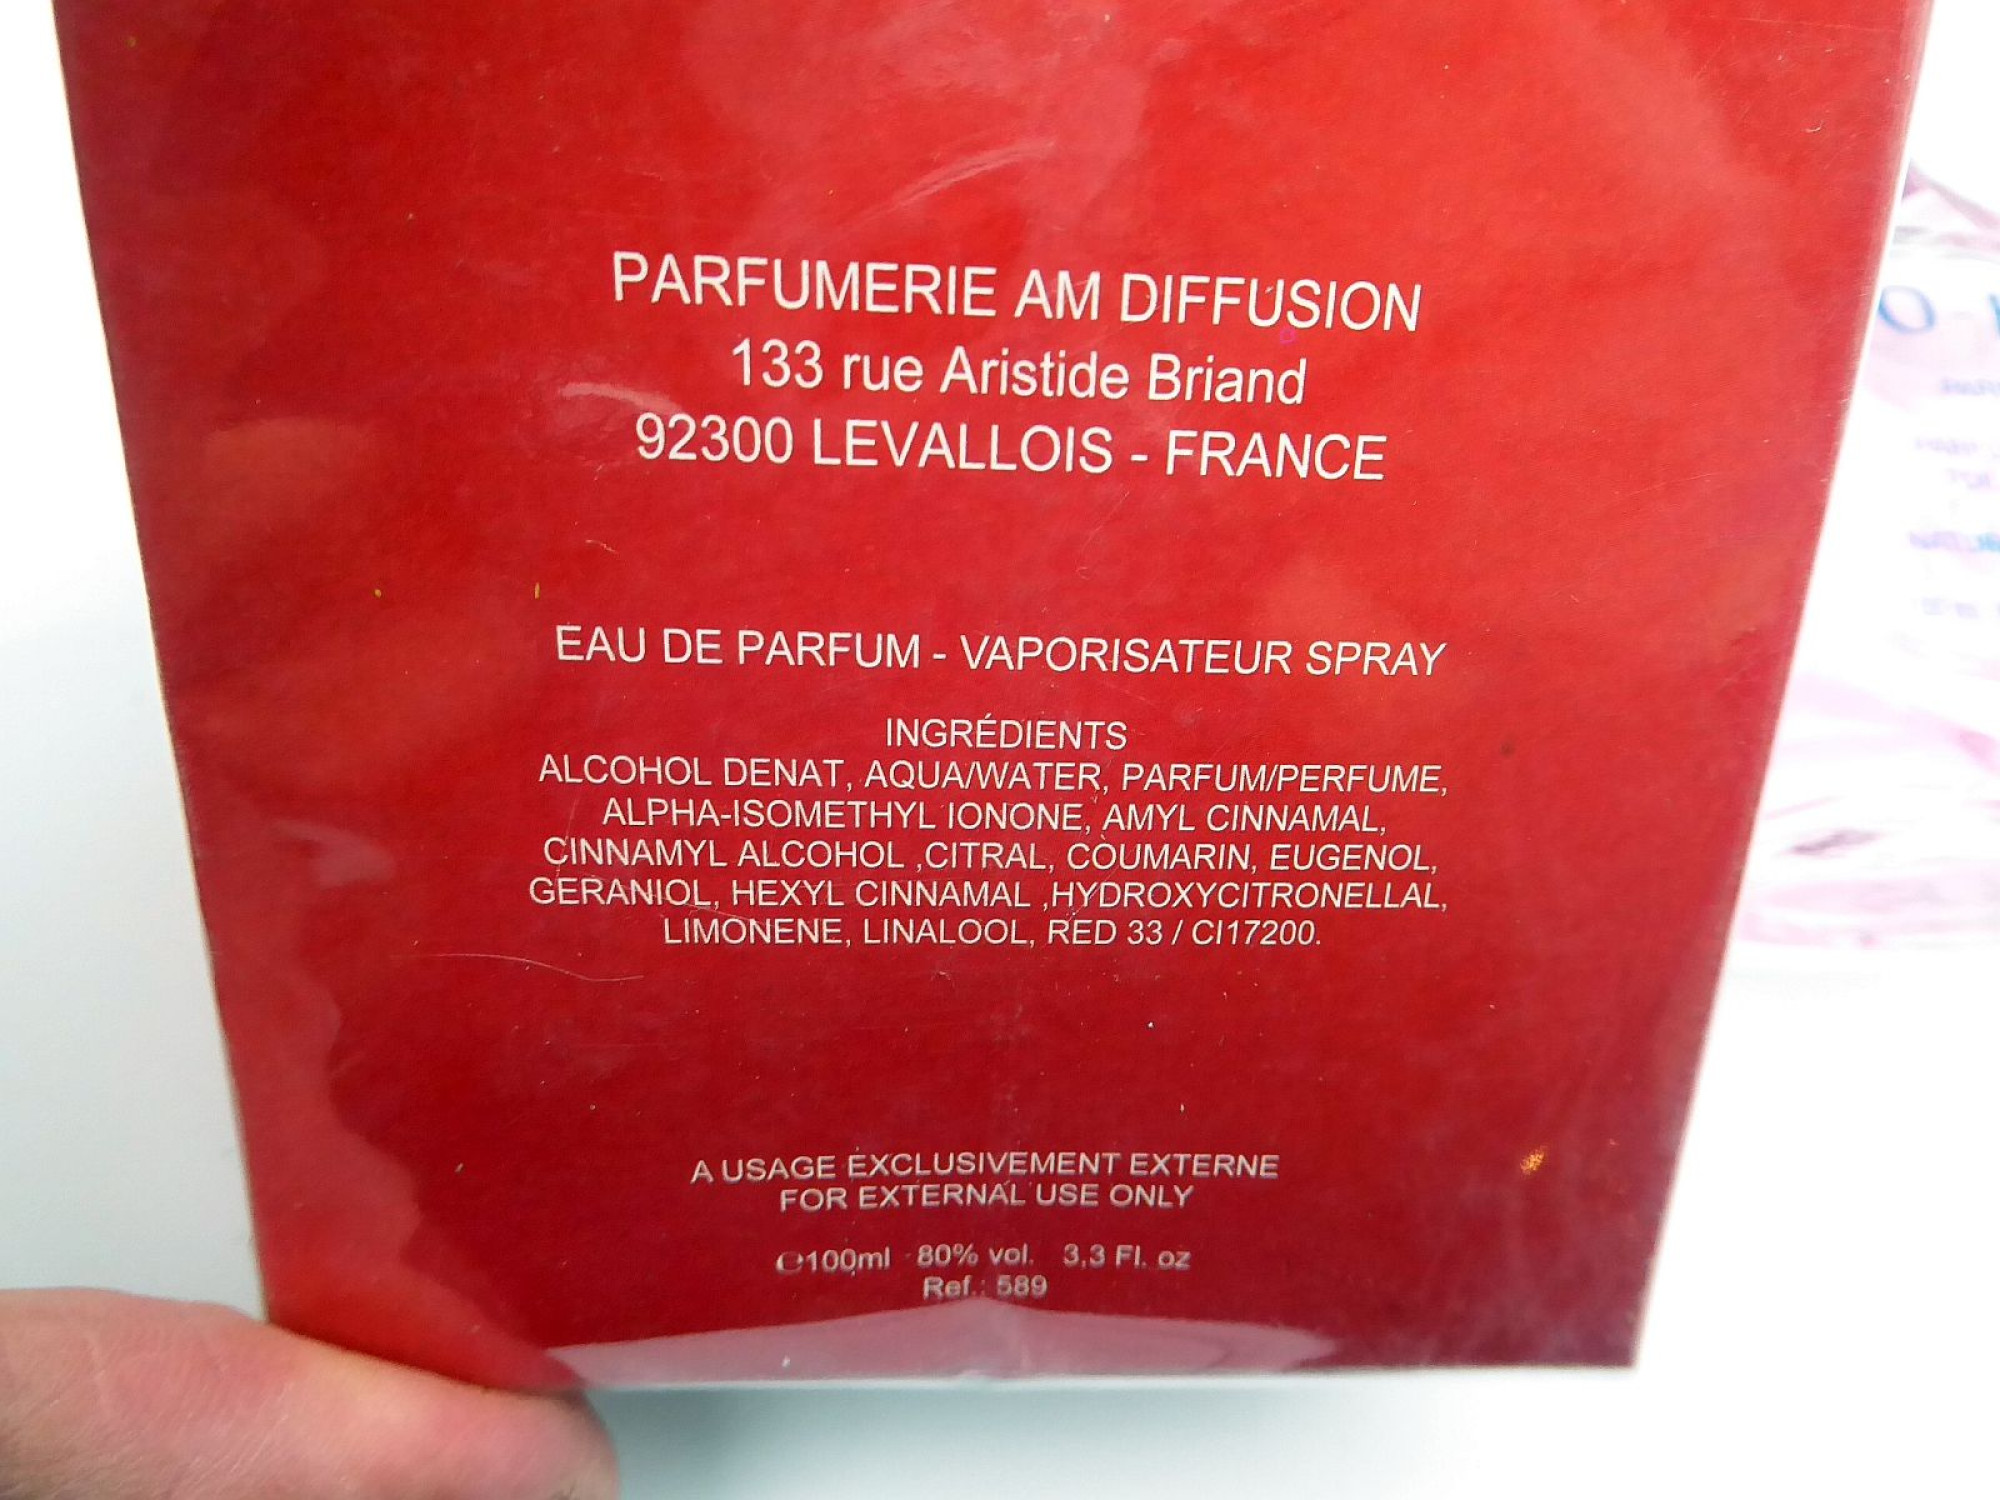 PARFUMERIE AM DIFFUSION
133 rue Aristide Briand
92300 LEVALLOIS - FRANCE
EAU DE PARFUM - VAPORISATEUR SPRAY
INGRÉDIENTS
ALCOHOL DENAT, AQUA/WATER, PARFUM/PERFUME,
ALPHA-ISOMETHYL IONONE, AMYL CINNAMAL,
CINNAMYL ALCOHOL ,CITRAL, COUMARIN, EUGENOL,
GERANIOL, HEXYL CINNAMAL ,HYDROXYCITRONELLAL,
LIMONENE, LINALOOL, RED 33 / CI17200.
A USAGE EXCLUSIVEMENT EXTERNE
FOR EXTERNAL USE ONLY
℮100ml 80% vol. 3,3 Fl. oz
Ref.: 589